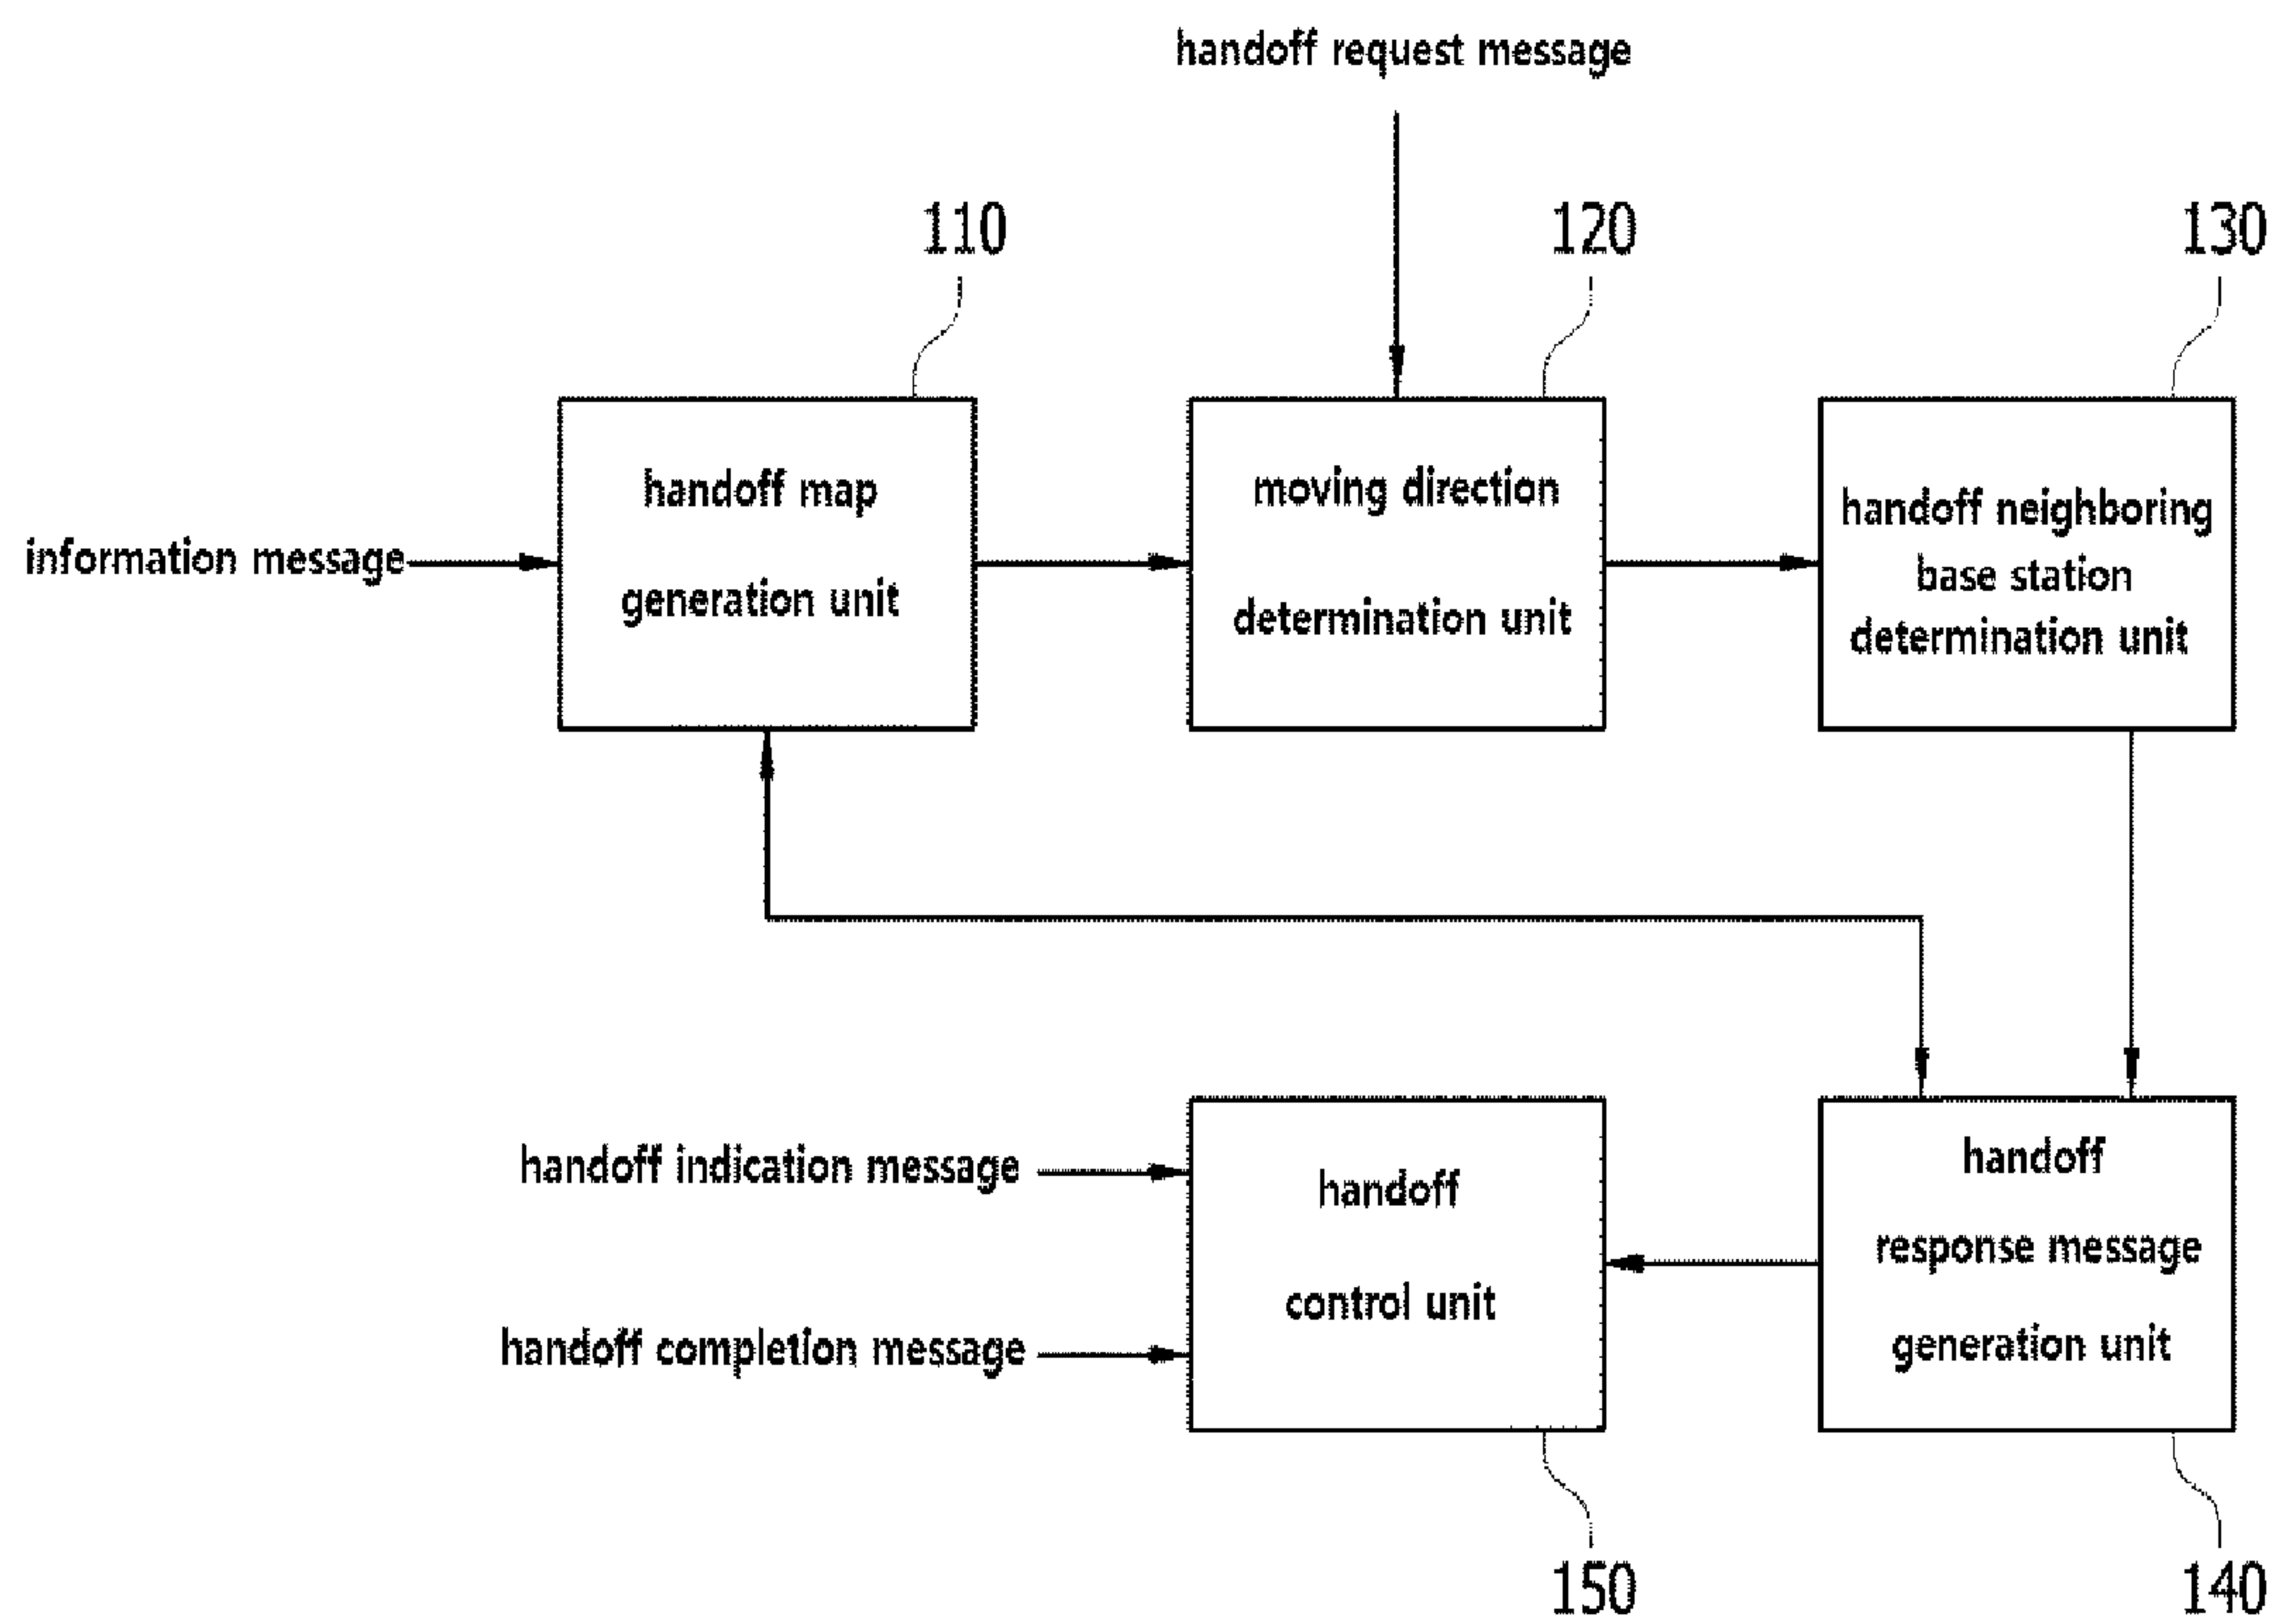 handoff request message
110
120
130
handoff map
generation unit
moving direction
determination unit
handoff neighboring
base station
determination unit
information message
handoff indication message
handoff completion message
handoff
control unit
handoff
response message
generation unit
150
140